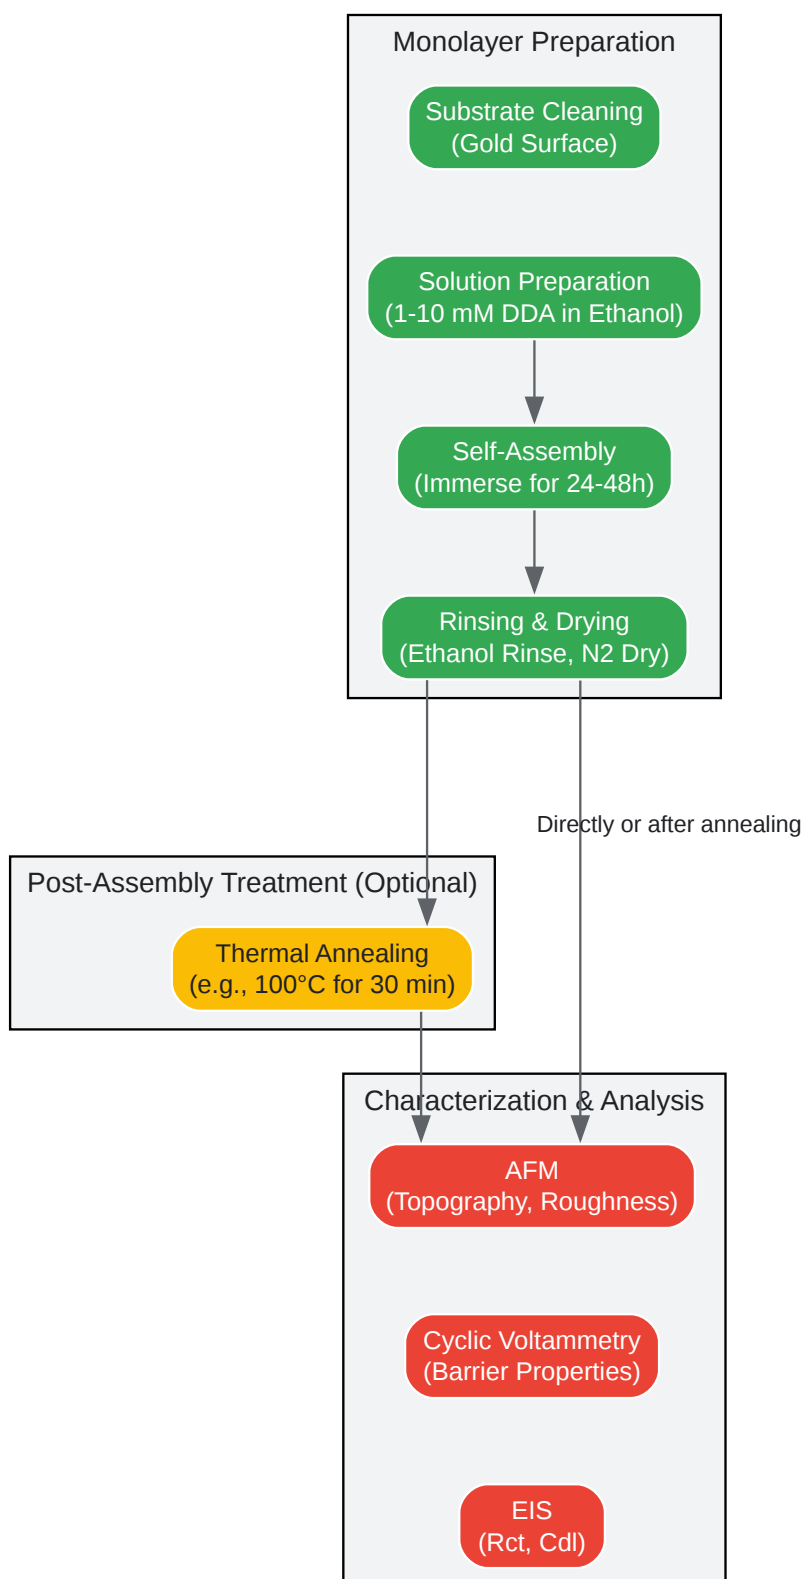 Monolayer Preparation
Substrate Cleaning
(Gold Surface)
Solution Preparation
(1-10 mM DDA in Ethanol)
Self-Assembly
(Immerse for 24-48h)
Rinsing & Drying
(Ethanol Rinse, N2 Dry)
Directly or after annealing
Post-Assembly Treatment (Optional)
Thermal Annealing
(e.g., 100°C for 30 min)
Characterization & Analysis
AFM
(Topography, Roughness)
Cyclic Voltammetry
(Barrier Properties)
EIS
(Rct, Cdl)